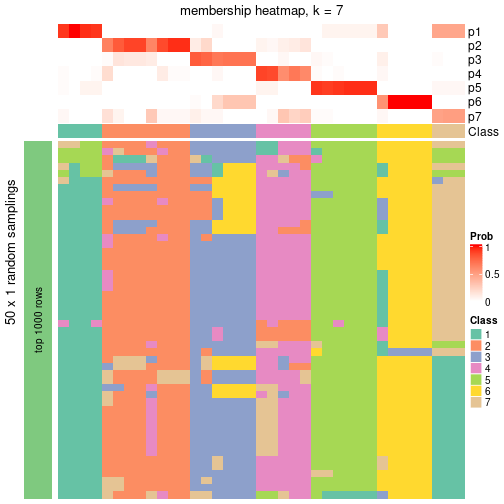 membership heatmap, k = 7
p1
p2
p3
p4
p5
p6
p7
Class
50 x 1 random samplings
top 1000 rows
Prob
1
0.5
0
Class
1
2
3
4
5
6
7